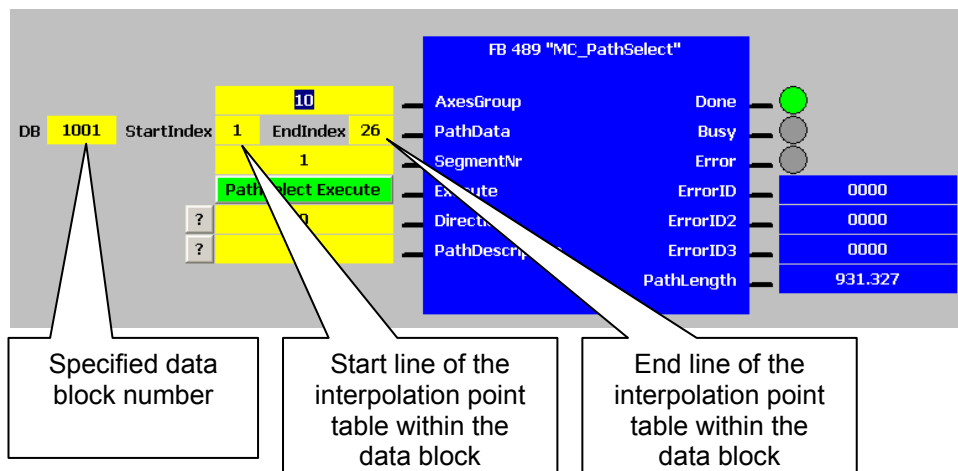 FB 489 "MC_PathSelect"
10 AxesGroup Done
DB 1001 StartIndex 1 EndIndex 26 PathData Busy
1 SegmentNr Error
PathSelect Execute ErrorID 0000
? ErrorID2 0000
? ErrorID3 0000
PathLength 931.327
Specified data
block number
Start line of the
interpolation point
table within the
data block
End line of the
interpolation point
table within the
data block